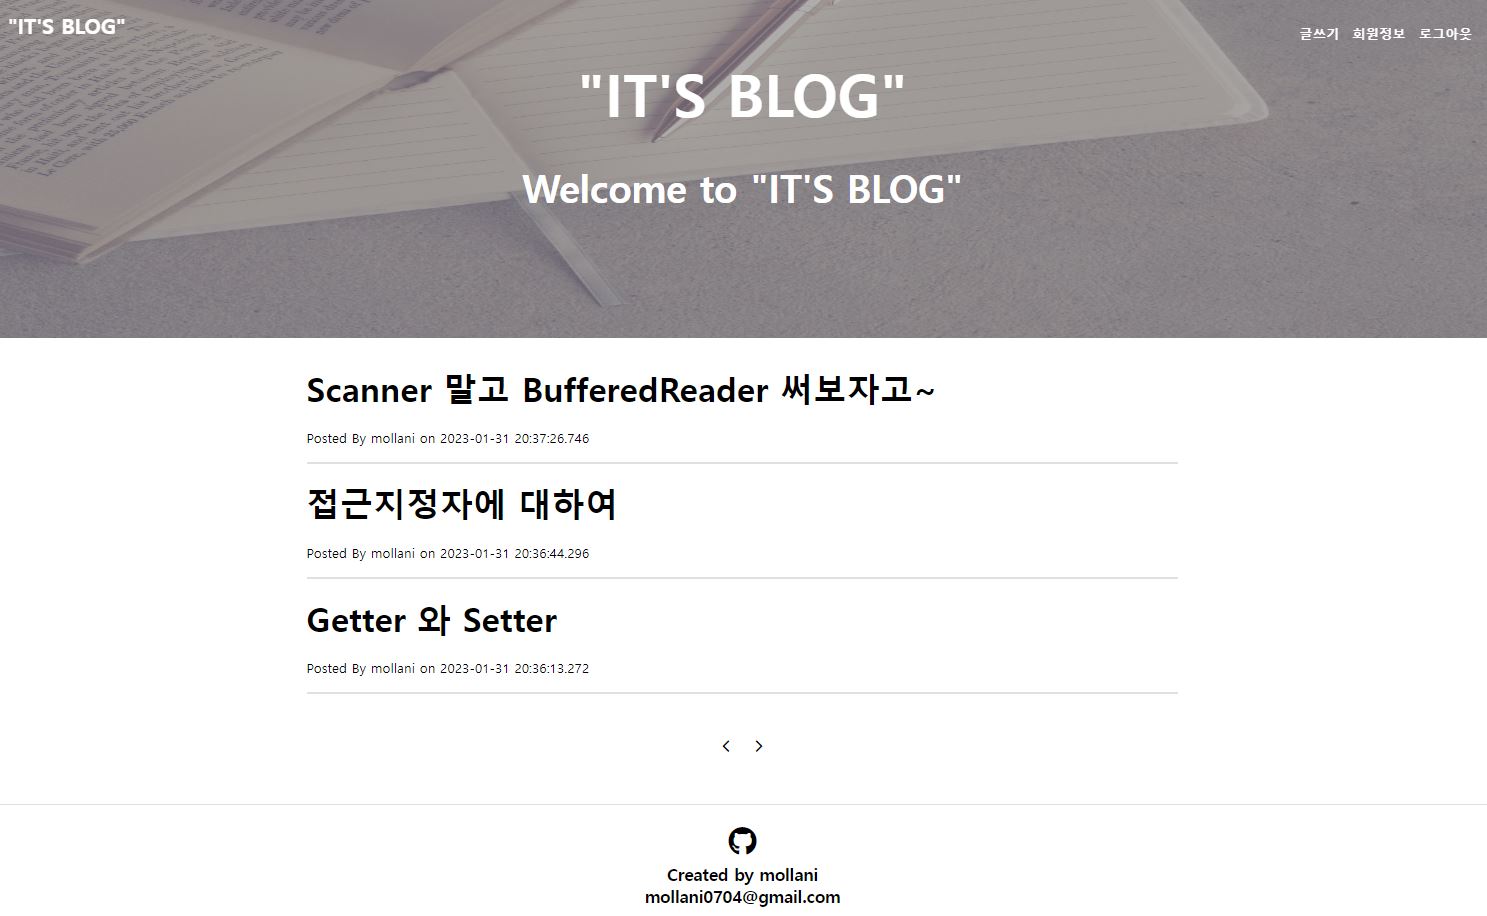 "IT'S BLOG"
글쓰기 회원정보 로그아웃
"IT'S BLOG"
Welcome to "IT'S BLOG"
Scanner 말고 BufferedReader 써보자고~
Posted By mollani on 2023-01-31 20:37:26.746
접근지정자에 대하여
Posted By mollani on 2023-01-31 20:36:44.296
Getter 와 Setter
Posted By mollani on 2023-01-31 20:36:13.272
Created by mollani
mollani0704@gmail.com